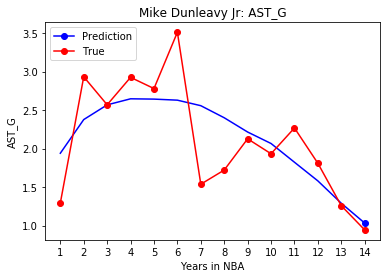 Mike Dunleavy Jr: AST_G
Prediction
True
3.5
3.0
2.5
2.0
1.5
1.0
AST_G
1 2 3 4 5 6 7 8 9 10 11 12 13 14
Years in NBA